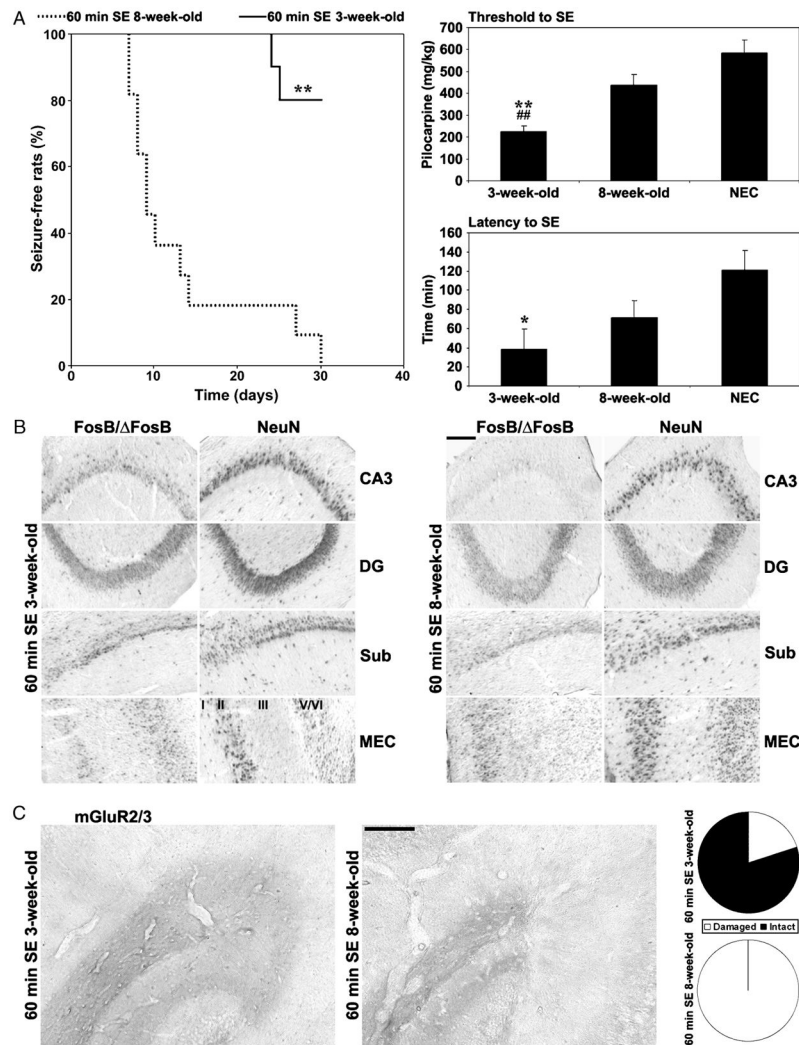 A
60 min SE 8-week-old
60 min SE 3-week-old
100
80
60
40
20
0
Seizure-free rats (%)
**
0
10
20
30
40
Time (days)
Threshold to SE
700
600
500
400
300
200
100
0
Pilocarpine (mg/kg)
**
##
3-week-old
8-week-old
NEC
Latency to SE
160
140
120
100
80
60
40
20
0
Time (min)
*
3-week-old
8-week-old
NEC
B
FosB/ΔFosB
NeuN
60 min SE 3-week-old
CA3
DG
Sub
I II III V/VI
MEC
FosB/ΔFosB
NeuN
60 min SE 8-week-old
CA3
DG
Sub
MEC
C
mGluR2/3
60 min SE 3-week-old
60 min SE 8-week-old
60 min SE 3-week-old
Damaged Intact
60 min SE 8-week-old